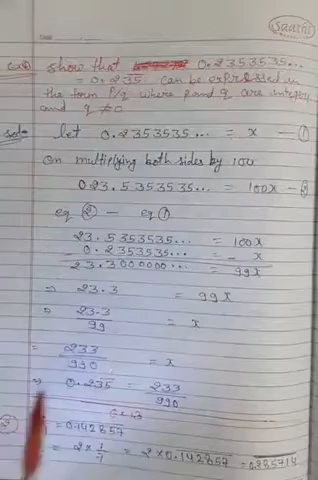 Saathi
Date
show that 0.2353535...
= 0.235 can be expressed in
the form P/q where p and q are integers
and q ≠ 0
Soln let 0.2353535... = x — ①
On multiplying both sides by 100
023.5353535... = 100x — ②
eq ② — eq ①
23.5353535... = 100x
0.2353535... = - x
23.3000000... = 99x
⇒ 23.3 = 99x
⇒ 23.3/99 = x
= 233/990 = x
⇒ 0.235 = 233/990
= 0.142857
= 2 × 1/7 = 2 × 0.142857 = 0.285714